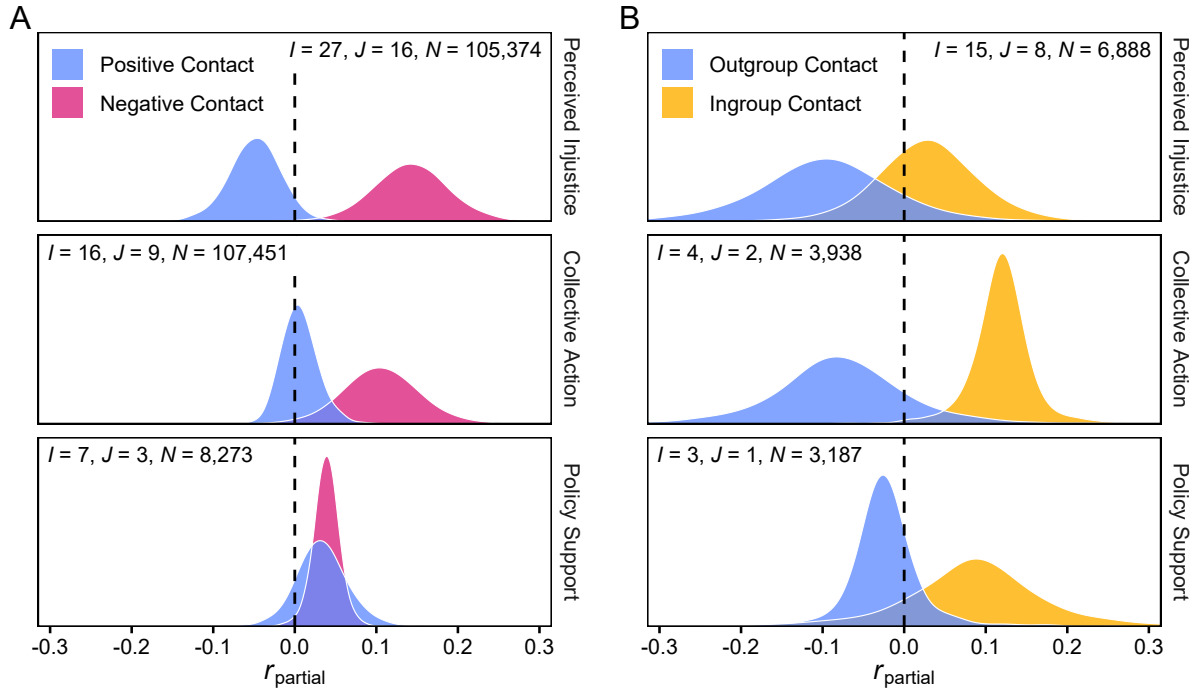 A
I = 27, J = 16, N = 105,374
Positive Contact
Negative Contact
Perceived Injustice
I = 16, J = 9, N = 107,451
Collective Action
I = 7, J = 3, N = 8,273
Policy Support
-0.3 -0.2 -0.1 0.0 0.1 0.2 0.3
rpartial
B
I = 15, J = 8, N = 6,888
Outgroup Contact
Ingroup Contact
Perceived Injustice
I = 4, J = 2, N = 3,938
Collective Action
I = 3, J = 1, N = 3,187
Policy Support
-0.3 -0.2 -0.1 0.0 0.1 0.2 0.3
rpartial